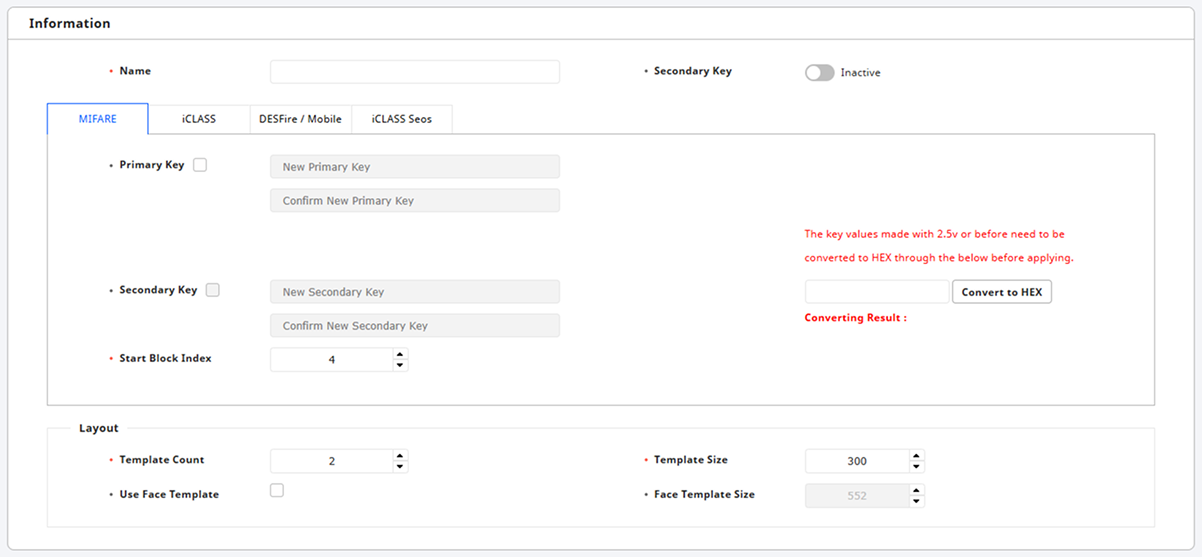 Information
Name
Secondary Key
Inactive
MIFARE
iCLASS
DESFire / Mobile
iCLASS Seos
Primary Key
New Primary Key
Confirm New Primary Key
The key values made with 2.5v or before need to be
converted to HEX through the below before applying.
Secondary Key
New Secondary Key
Convert to HEX
Confirm New Secondary Key
Converting Result :
Start Block Index
4
Layout
Template Count
2
Template Size
300
Use Face Template
Face Template Size
552